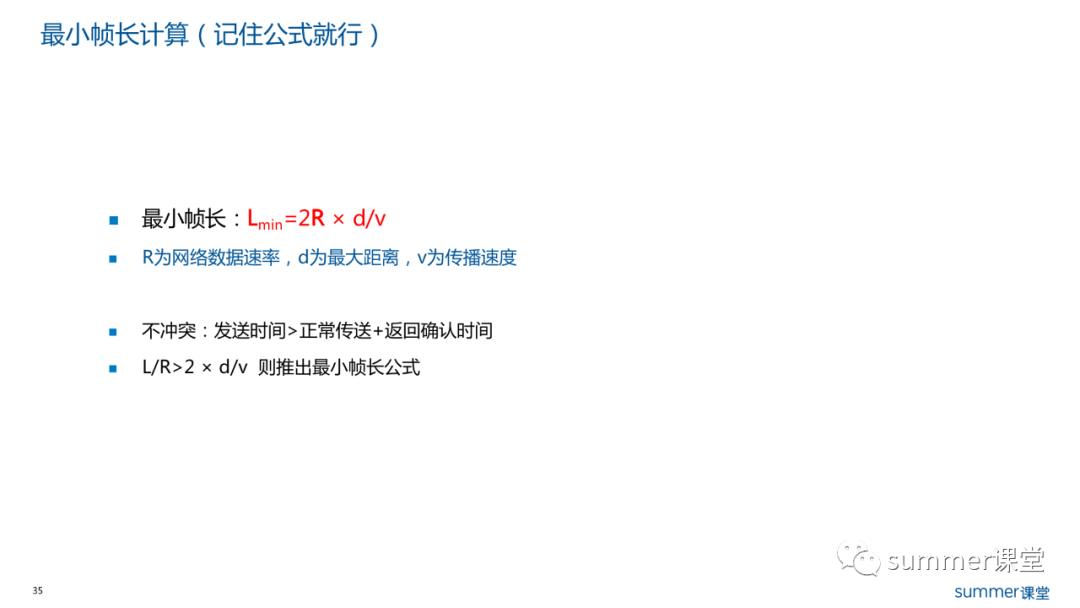 最小帧长计算（记住公式就行）
最小帧长：Lmin=2R × d/v
R为网络数据速率，d为最大距离，v为传播速度
不冲突：发送时间>正常传送+返回确认时间
L/R>2 × d/v 则推出最小帧长公式
summer课堂
35
summer课堂